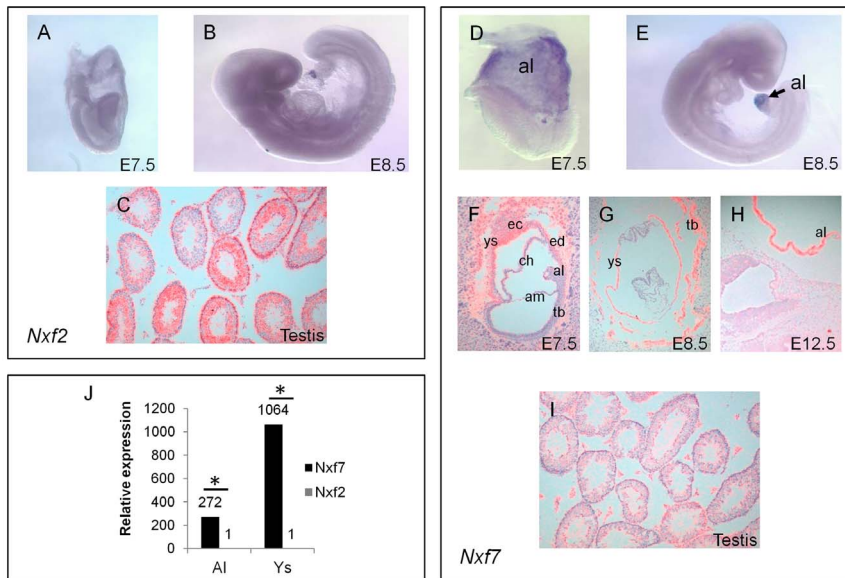 A
E7.5
B
E8.5
C
Testis
Nxf2
D
al
E7.5
E
al
E8.5
F
ec
ys
ed
ch
al
am
tb
E7.5
G
tb
ys
E8.5
H
al
E12.5
I
Testis
Nxf7
J
Relative expression
1200
1000
800
600
400
200
0
*
272
1
*
1064
1
Al
Ys
Nxf7
Nxf2